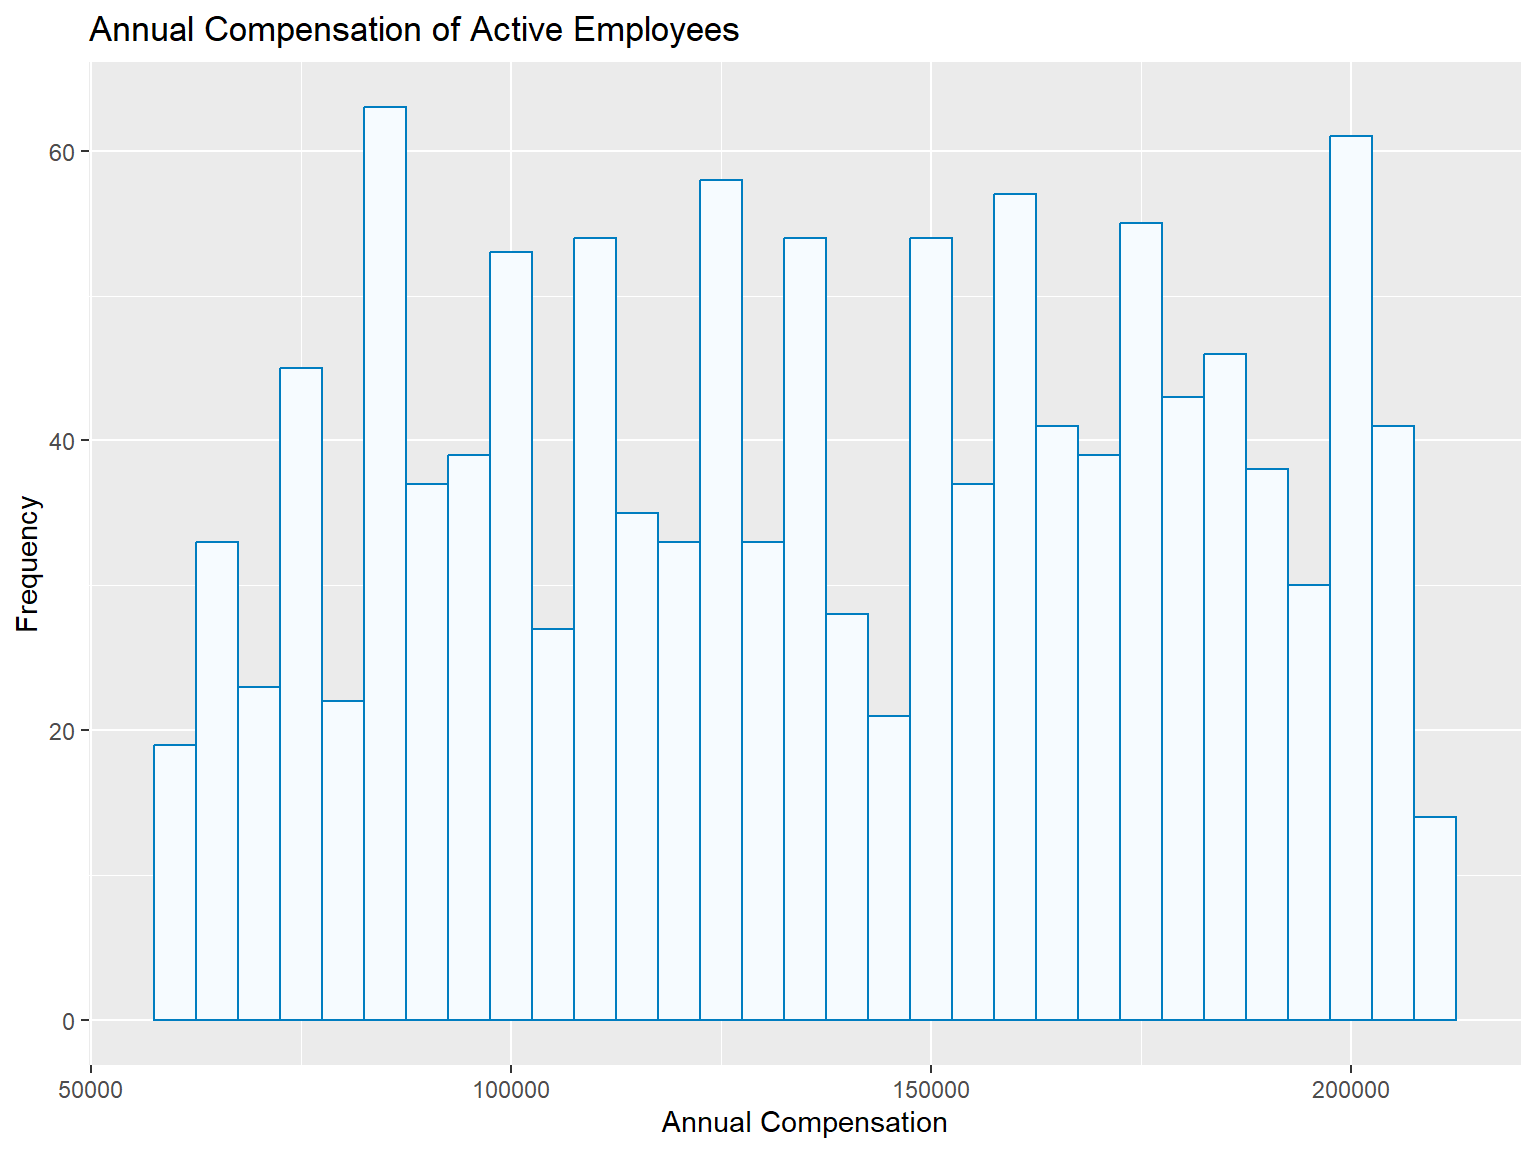 Annual Compensation of Active Employees
60
40
20
0
Frequency
50000 100000 150000 200000
Annual Compensation